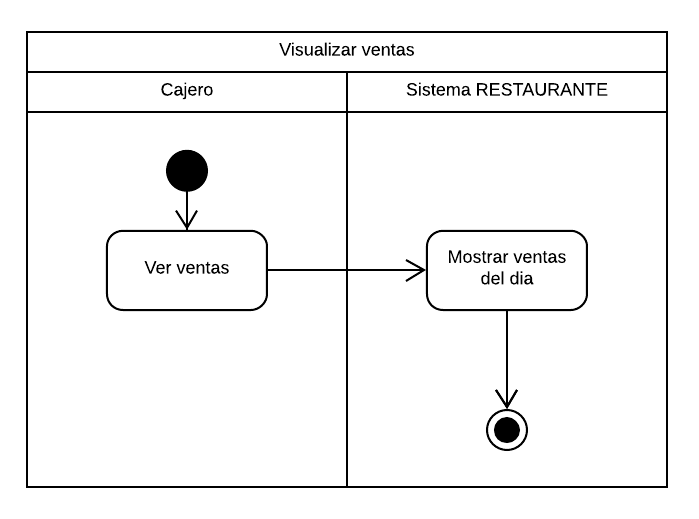 Visualizar ventas
Cajero
Sistema RESTAURANTE
Ver ventas
Mostrar ventas
del dia